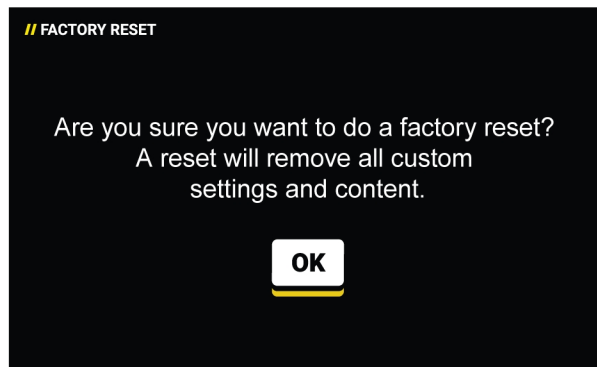 // FACTORY RESET
Are you sure you want to do a factory reset?
A reset will remove all custom
settings and content.
OK